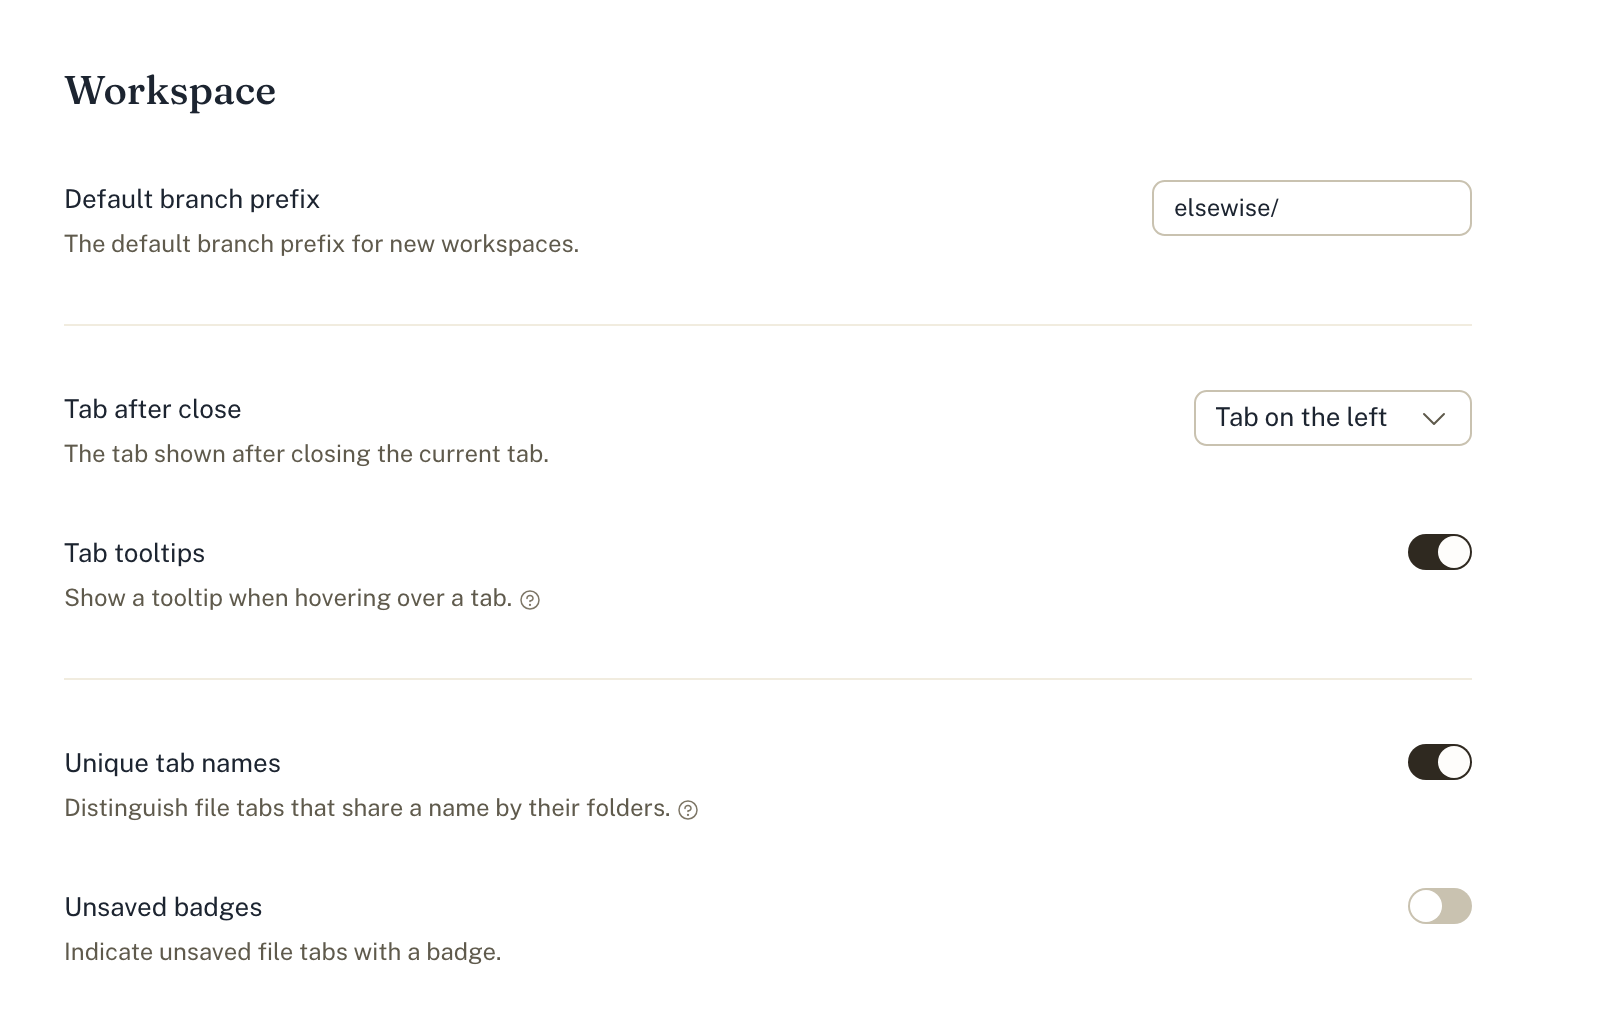 Workspace
Default branch prefix
elsewise/
The default branch prefix for new workspaces.
Tab after close
Tab on the left
The tab shown after closing the current tab.
Tab tooltips
Show a tooltip when hovering over a tab.
Unique tab names
Distinguish file tabs that share a name by their folders.
Unsaved badges
Indicate unsaved file tabs with a badge.